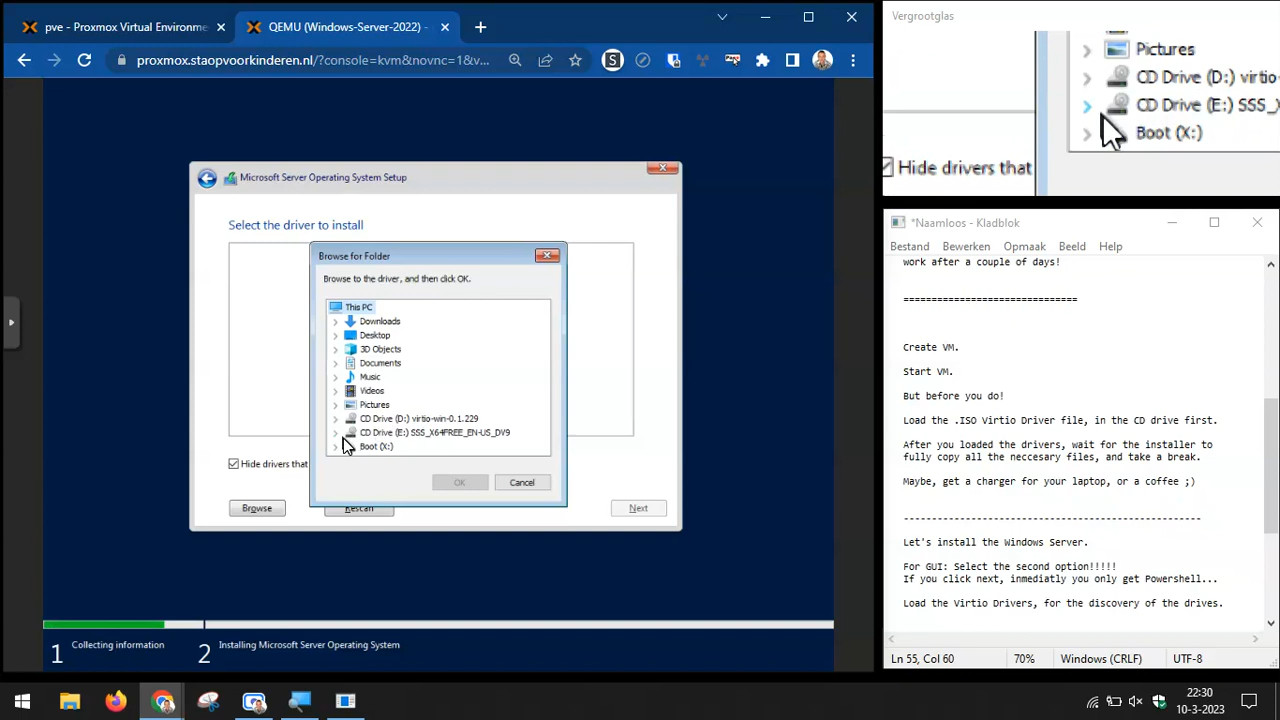 pve - Proxmox Virtual Environme
QEMU (Windows-Server-2022) -
proxmox.staopvoorkinderen.nl/?console=kvm&novnc=1&v...
Microsoft Server Operating System Setup
Select the driver to install
Browse for Folder
Browse to the driver, and then click OK.
This PC
Downloads
Desktop
3D Objects
Documents
Music
Videos
Pictures
CD Drive (D:) virtio-win-0.1.229
CD Drive (E:) SSS_X64FREE_EN-US_DV9
Boot (X:)
OK
Cancel
Hide drivers that
Browse
Rescan
Next
1
Collecting information
2
Installing Microsoft Server Operating System
Vergrootglas
Pictures
CD Drive (D:) virtio-
CD Drive (E:) SSS_X
Boot (X:)
Hide drivers that
*Naamloos - Kladblok
Bestand Bewerken Opmaak Beeld Help
work after a couple of days!
===============================
Create VM.
Start VM.
But before you do!
Load the .ISO Virtio Driver file, in the CD drive first.
After you loaded the drivers, wait for the installer to
fully copy all the neccesary files, and take a break.
Maybe, get a charger for your laptop, or a coffee ;)
-----------------------------------------------------
Let's install the Windows Server.
For GUI: Select the second option!!!!!
If you click next, inmediatly you only get Powershell...
Load the Virtio Drivers, for the discovery of the drives.
Ln 55, Col 60
70%
Windows (CRLF)
UTF-8
22:30
10-3-2023